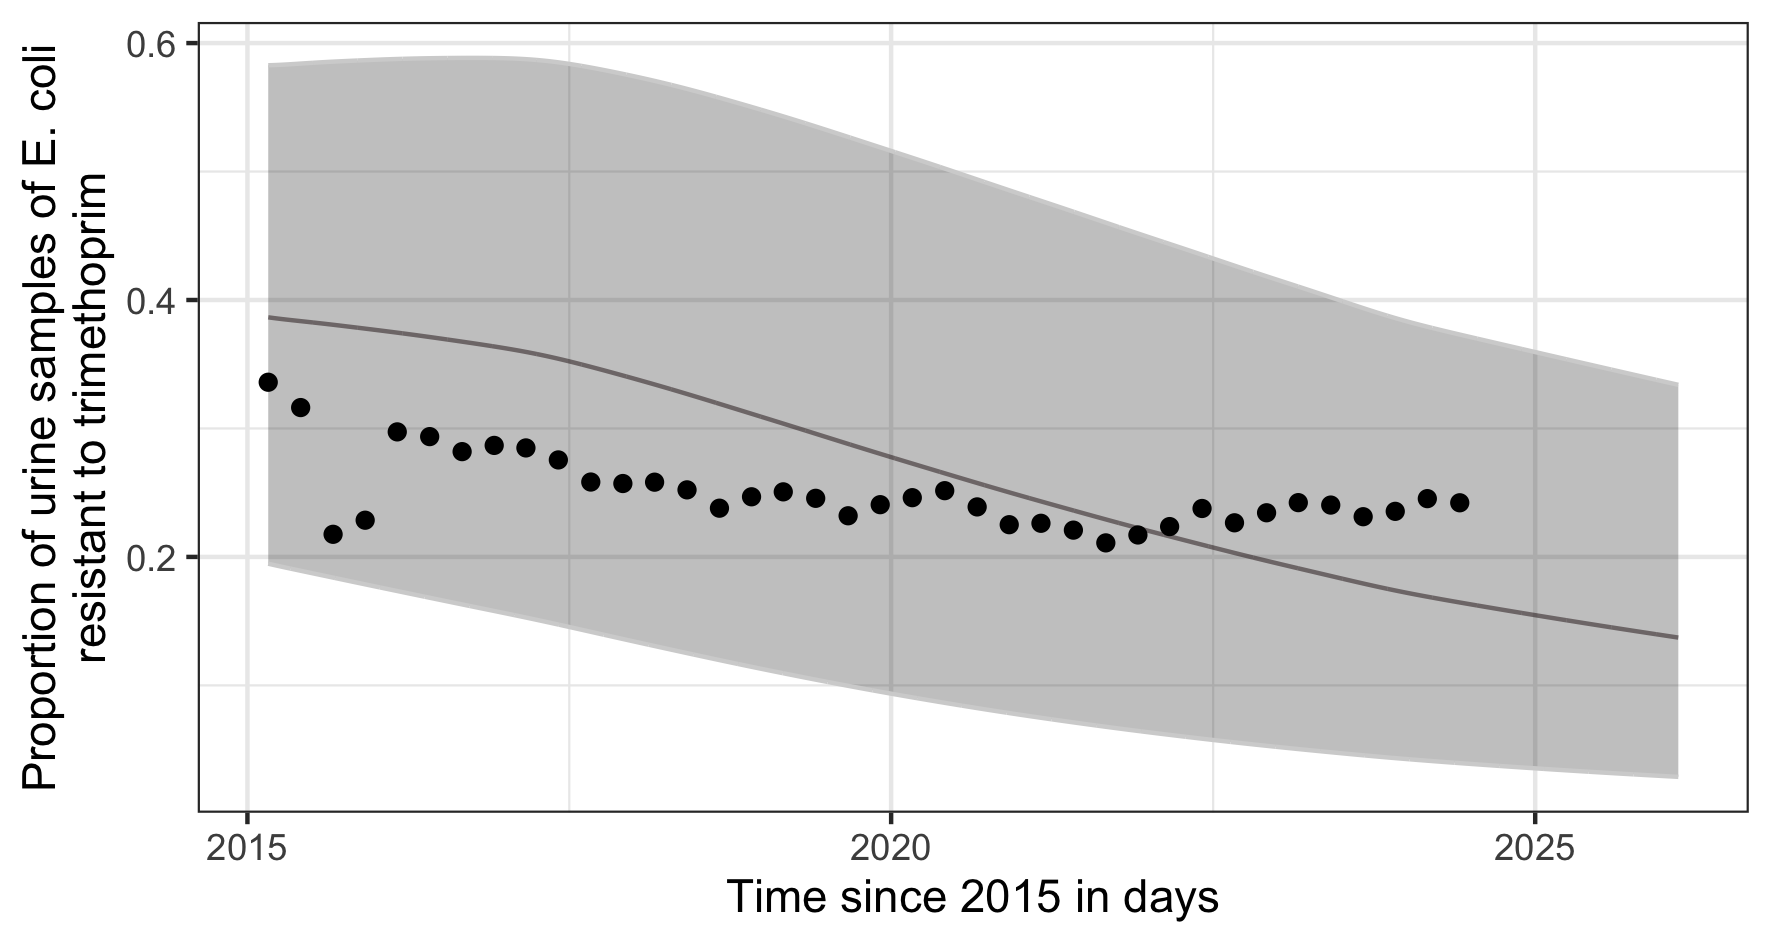 Proportion of urine samples of E. coli
resistant to trimethoprim
0.6
0.4
0.2
2015
2020
2025
Time since 2015 in days